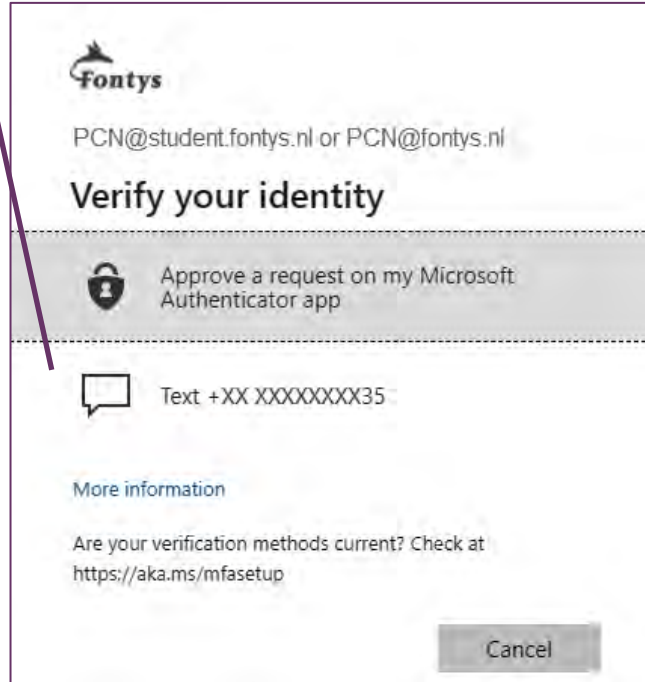 Fontys
PCN@student.fontys.nl or PCN@fontys.nl
Verify your identity
Approve a request on my Microsoft
Authenticator app
Text +XX XXXXXXXX35
More information
Are your verification methods current? Check at
https://aka.ms/mfasetup
Cancel